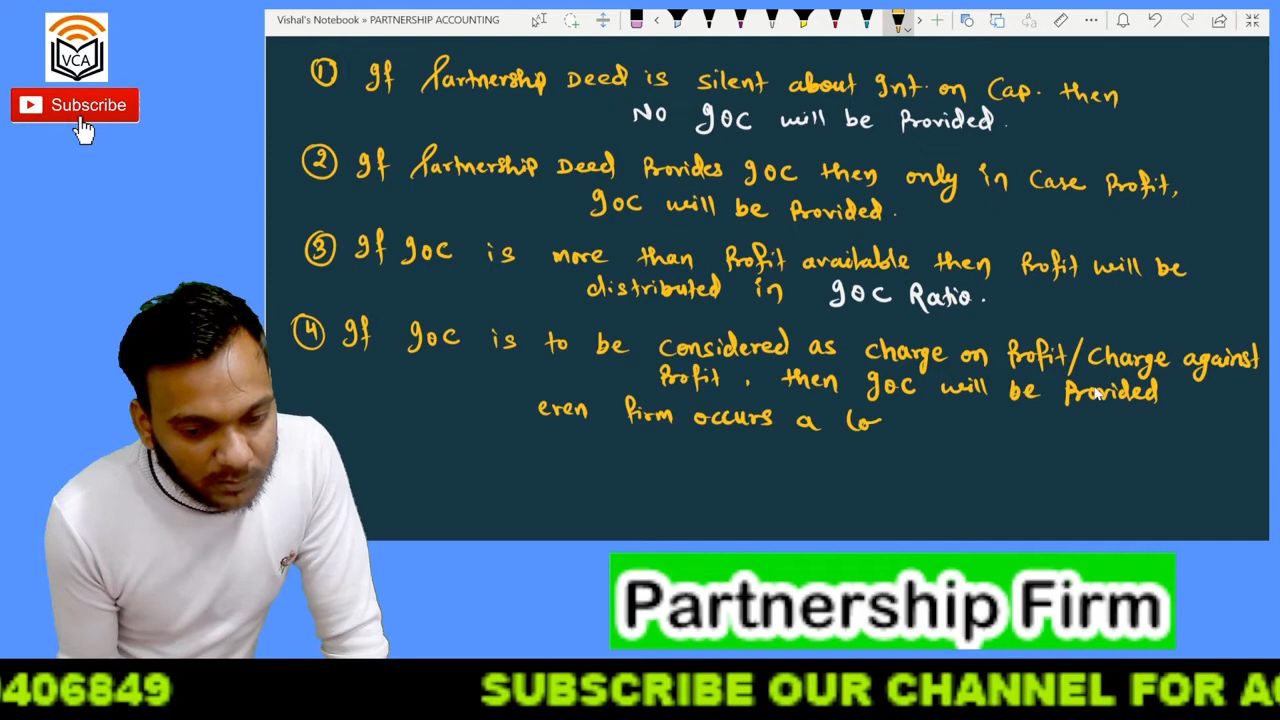 Vishal's Notebook » PARTNERSHIP ACCOUNTING
VCA
Subscribe
① If Partnership Deed is silent about Int. on Cap. then
No IOC will be Provided.
② If Partnership Deed Provides IOC then only in Case Profit,
IOC will be Provided.
③ If IOC is more than Profit available then Profit will be
distributed in IOC Ratio.
④ If IOC is to be Considered as charge on Profit/Charge against
Profit, then IOC will be Provided
even firm occurs a lo
Partnership Firm
0406849 SUBSCRIBE OUR CHANNEL FOR AC